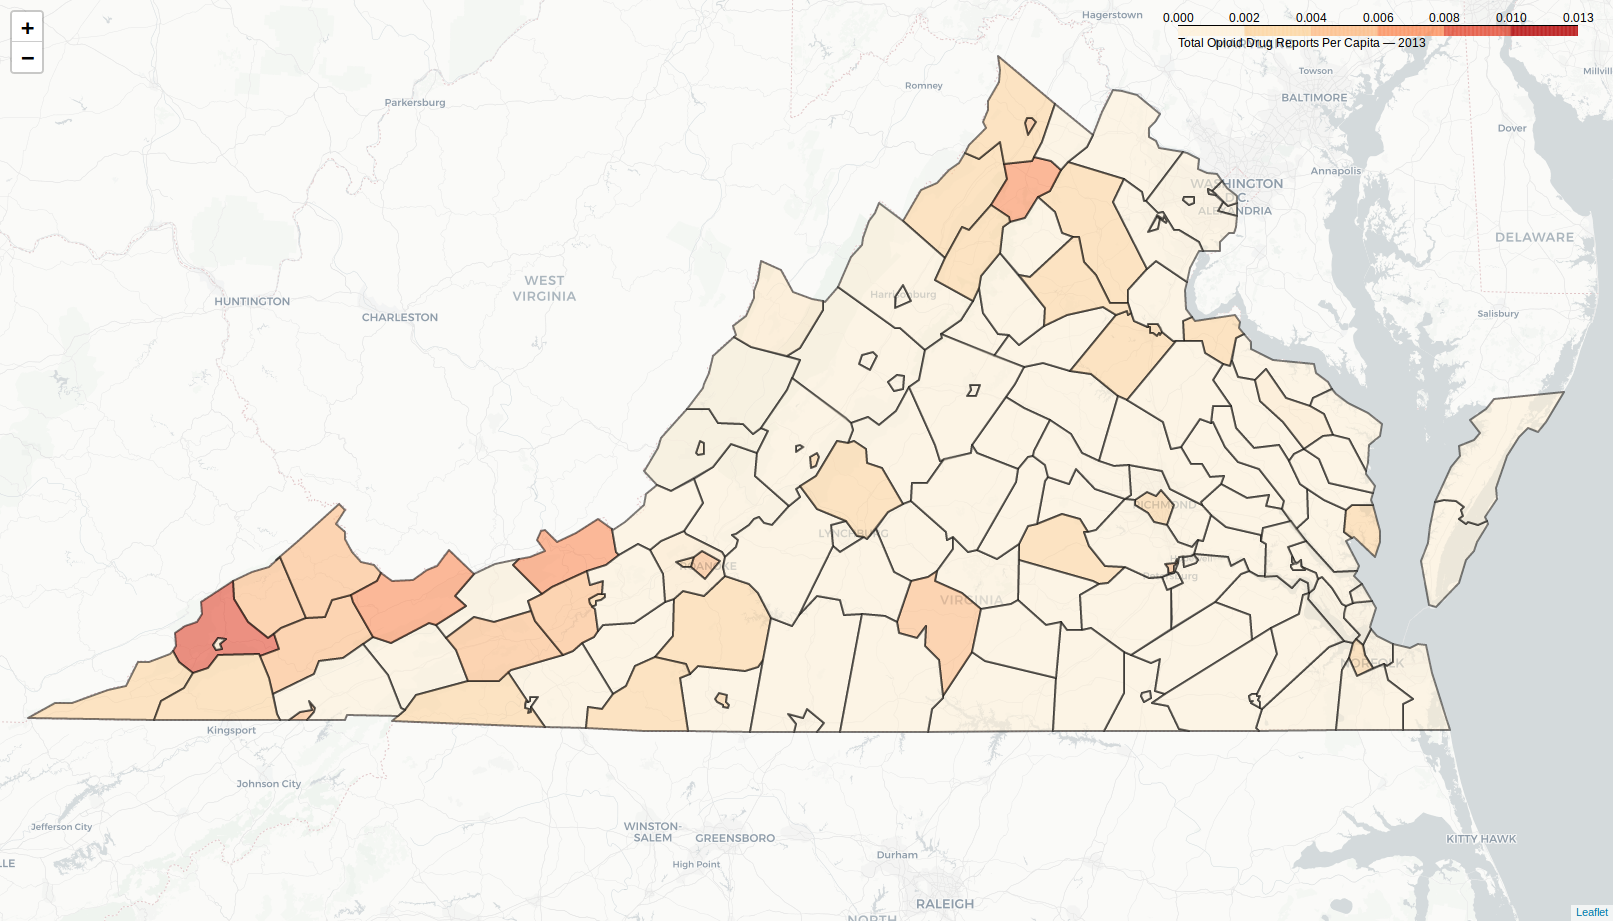 +
−
0.000 0.002 0.004 0.006 0.008 0.010 0.013
Total Opioid Drug Reports Per Capita — 2013
Hagerstown
Towson
Millvill
Romney
BALTIMORE
Parkersburg
Dover
Annapolis
WASHINGTON
D.C.
ALEXANDRIA
DELAWARE
WEST
VIRGINIA
Harrisonburg
HUNTINGTON
CHARLESTON
Salisbury
RICHMOND
LYNCHBURG
ROANOKE
Hopewell
Petersburg
VIRGINIA
NORFOLK
Kingsport
Johnson City
Jefferson City
WINSTON-
SALEM
GREENSBORO
KITTY HAWK
Durham
High Point
LLE
RALEIGH
NORTH
Leaflet